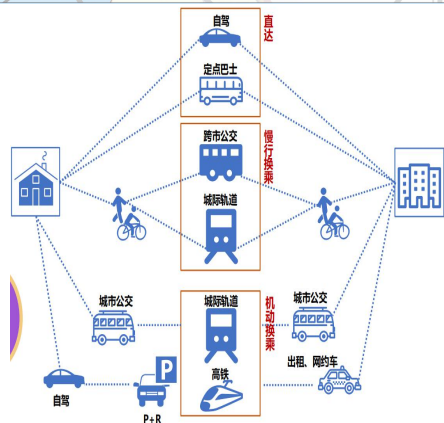 自驾
直达
定点巴士
跨市公交
慢行换乘
城际轨道
城市公交
城际轨道
机动换乘
城市公交
高铁
出租、网约车
自驾
P
P+R